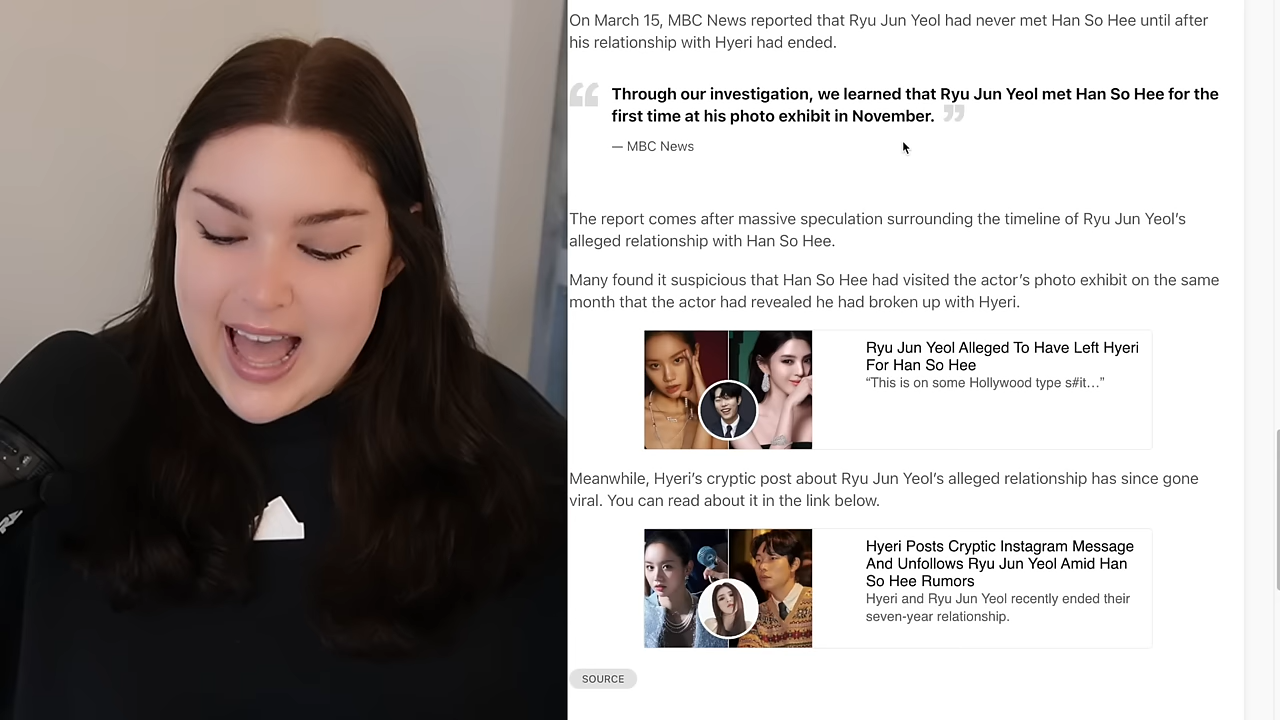 On March 15, MBC News reported that Ryu Jun Yeol had never met Han So Hee until after
his relationship with Hyeri had ended.
“ Through our investigation, we learned that Ryu Jun Yeol met Han So Hee for the
first time at his photo exhibit in November. ”
— MBC News
The report comes after massive speculation surrounding the timeline of Ryu Jun Yeol’s
alleged relationship with Han So Hee.
Many found it suspicious that Han So Hee had visited the actor’s photo exhibit on the same
month that the actor had revealed he had broken up with Hyeri.
Ryu Jun Yeol Alleged To Have Left Hyeri
For Han So Hee
“This is on some Hollywood type s#it…”
Meanwhile, Hyeri’s cryptic post about Ryu Jun Yeol’s alleged relationship has since gone
viral. You can read about it in the link below.
Hyeri Posts Cryptic Instagram Message
And Unfollows Ryu Jun Yeol Amid Han
So Hee Rumors
Hyeri and Ryu Jun Yeol recently ended their
seven-year relationship.
SOURCE